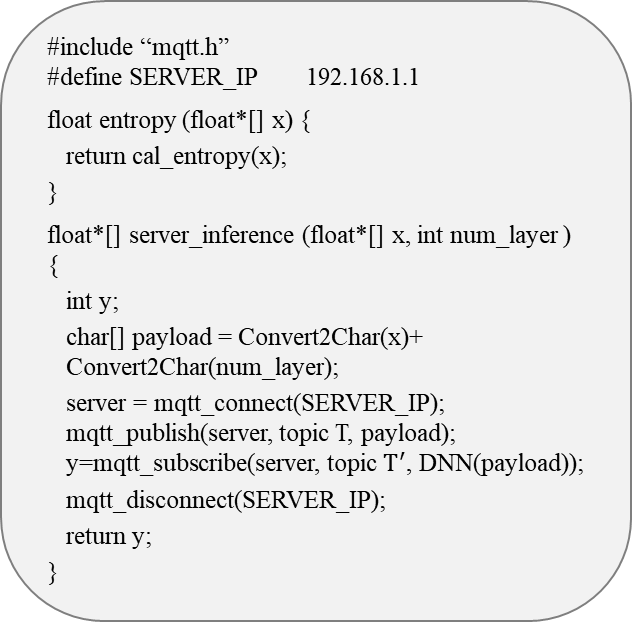 #include “mqtt.h”
#define SERVER_IP 192.168.1.1
float entropy (float*[] x) {
return cal_entropy(x);
}
float*[] server_inference (float*[] x, int num_layer )
{
int y;
char[] payload = Convert2Char(x)+
Convert2Char(num_layer);
server = mqtt_connect(SERVER_IP);
mqtt_publish(server, topic T, payload);
y=mqtt_subscribe(server, topic T′, DNN(payload));
mqtt_disconnect(SERVER_IP);
return y;
}